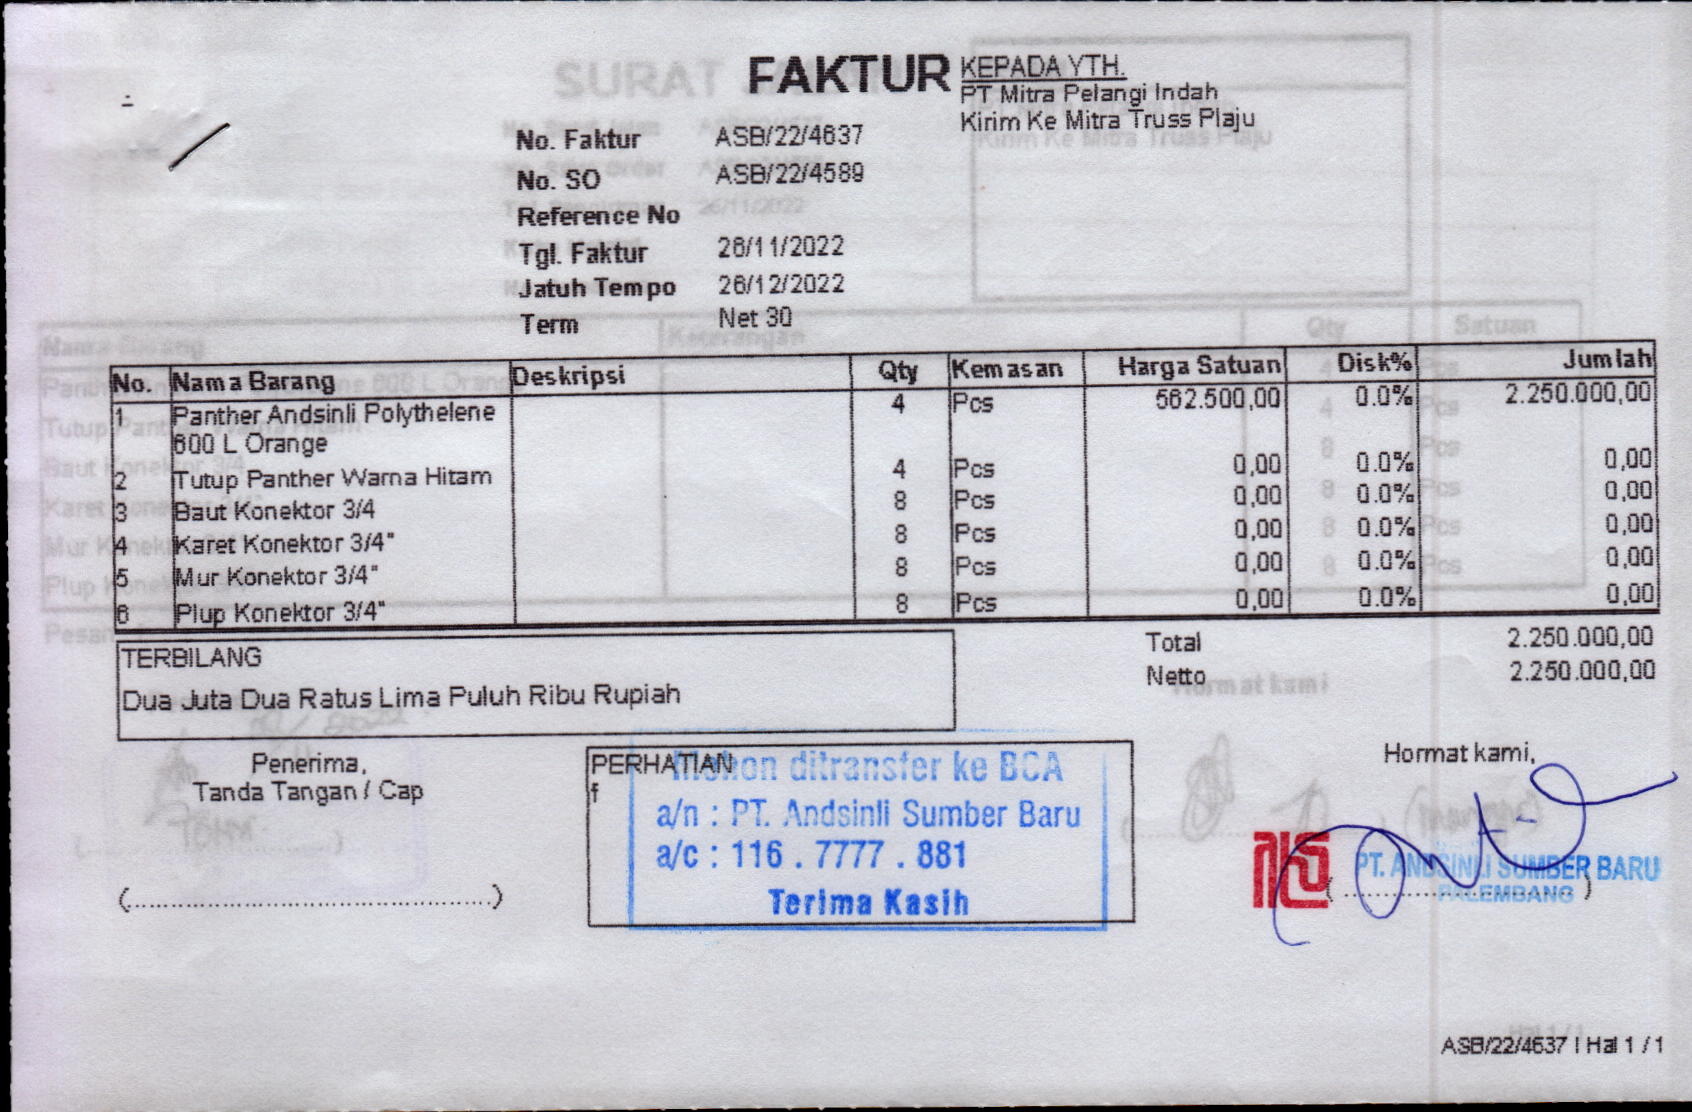 FAKTUR
KEPADA YTH.
PT Mitra Pelangi Indah
Kirim Ke Mitra Truss Plaju
No. Faktur ASB/22/4637
No. SO ASB/22/4589
Reference No
Tgl. Faktur 26/11/2022
Jatuh Tempo 26/12/2022
Term Net 30
No. Nama Barang Deskripsi Qty Kemasan Harga Satuan Disk% Jumlah
1 Panther Andsinli Polythelene 4 Pcs 562.500,00 0.0% 2.250.000,00
600 L Orange
2 Tutup Panther Warna Hitam 4 Pcs 0,00 0.0% 0,00
3 Baut Konektor 3/4 8 Pcs 0,00 0.0% 0,00
4 Karet Konektor 3/4" 8 Pcs 0,00 0.0% 0,00
5 Mur Konektor 3/4" 8 Pcs 0,00 0.0% 0,00
6 Plup Konektor 3/4" 8 Pcs 0,00 0.0% 0,00
Total 2.250.000,00
Netto 2.250.000,00
TERBILANG
Dua Juta Dua Ratus Lima Puluh Ribu Rupiah
Penerima,
Tanda Tangan / Cap
(..................................................)
PERHATIAN
f
Mohon ditransfer ke BCA
a/n : PT. Andsinli Sumber Baru
a/c : 116 . 7777 . 881
Terima Kasih
Hormat kami,
PT. ANDSINLI SUMBER BARU
PALEMBANG
ASB/22/4637 | Hal 1 / 1